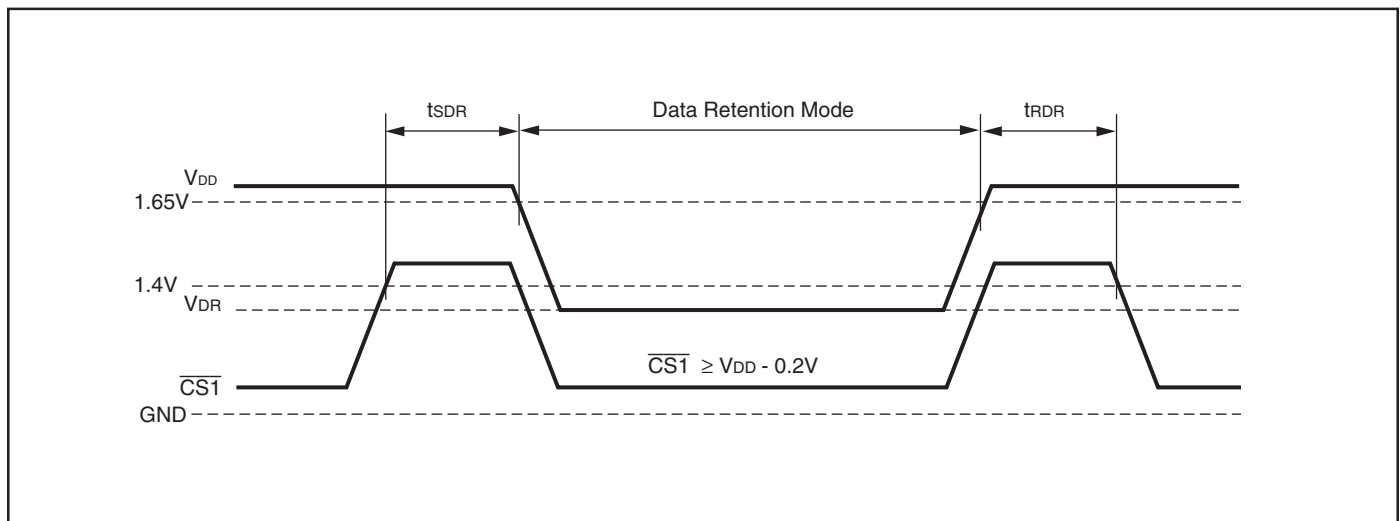 tSDR Data Retention Mode tRDR
VDD
1.65V
1.4V
VDR
CS1 ≥ VDD - 0.2V
CS1
GND